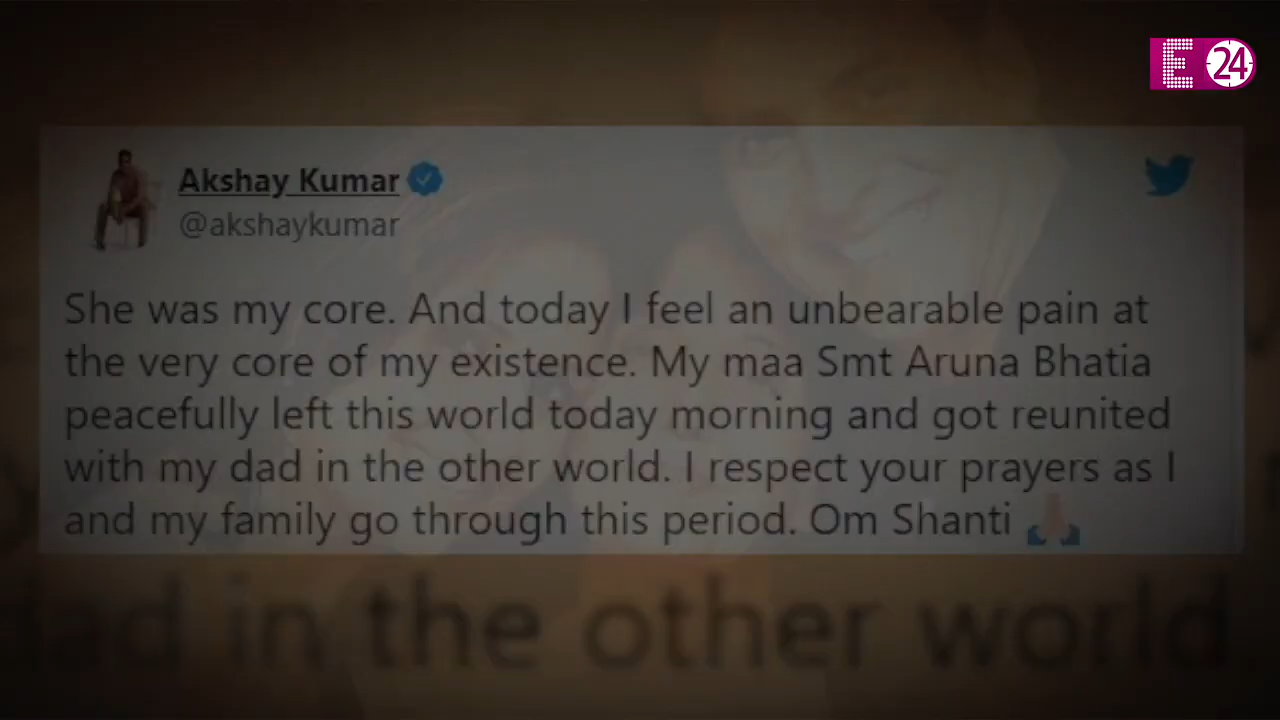 E 24
Akshay Kumar
@akshaykumar
She was my core. And today I feel an unbearable pain at
the very core of my existence. My maa Smt Aruna Bhatia
peacefully left this world today morning and got reunited
with my dad in the other world. I respect your prayers as I
and my family go through this period. Om Shanti 🙏🏻
dad in the other world